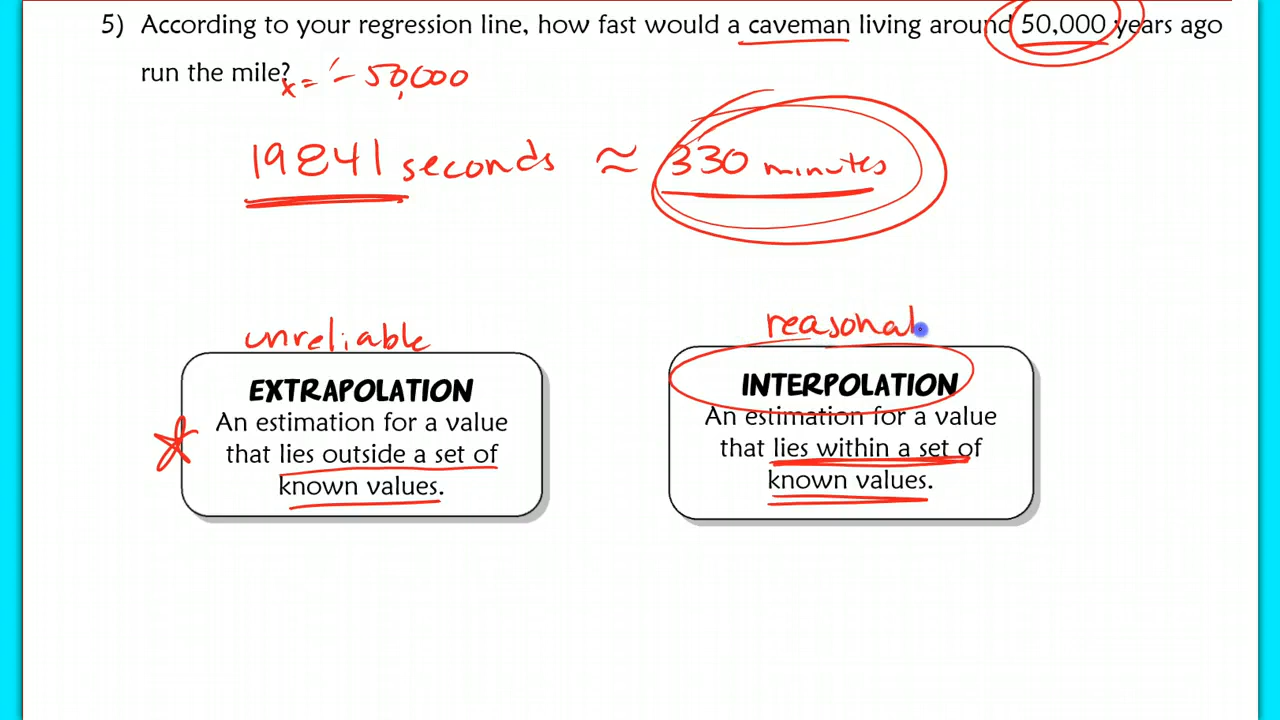 5) According to your regression line, how fast would a caveman living around 50,000 years ago
run the mile?
x = -50,000
19841 seconds ≈ 330 minutes
unreliable
EXTRAPOLATION
An estimation for a value
that lies outside a set of
known values.
reasonal
INTERPOLATION
An estimation for a value
that lies within a set of
known values.